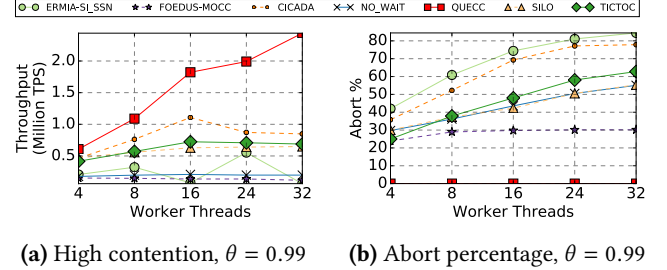 ERMIA-SI_SSN FOEDUS-MOCC CICADA NO_WAIT QUECC SILO TICTOC
Throughput
(Million TPS)
2.0
1.5
1.0
0.5
4 8 16 24 32
Worker Threads
Abort %
80
70
60
50
40
30
20
10
0
4 8 16 24 32
Worker Threads
(a) High contention, θ = 0.99
(b) Abort percentage, θ = 0.99